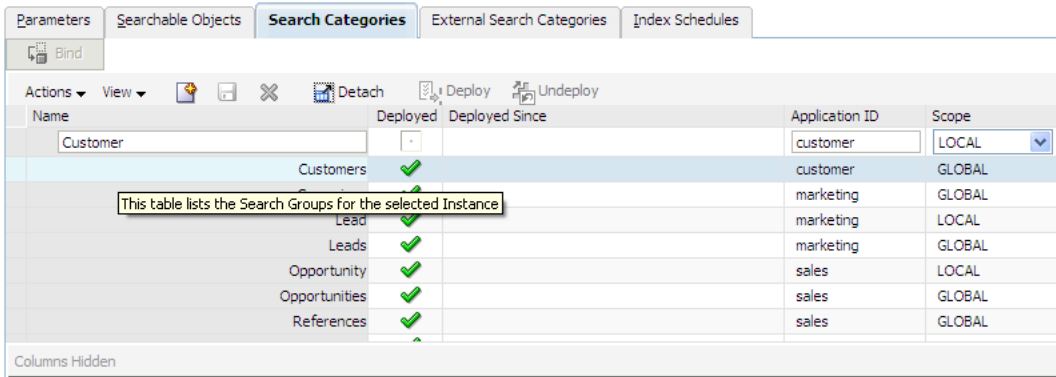 Parameters Searchable Objects Search Categories External Search Categories Index Schedules
Bind
Actions View Detach Deploy Undeploy
Name Deployed Deployed Since Application ID Scope
Customer customer LOCAL
Customers customer GLOBAL
marketing GLOBAL
This table lists the Search Groups for the selected Instance
Lead marketing LOCAL
Leads marketing GLOBAL
Opportunity sales LOCAL
Opportunities sales GLOBAL
References sales GLOBAL
Columns Hidden